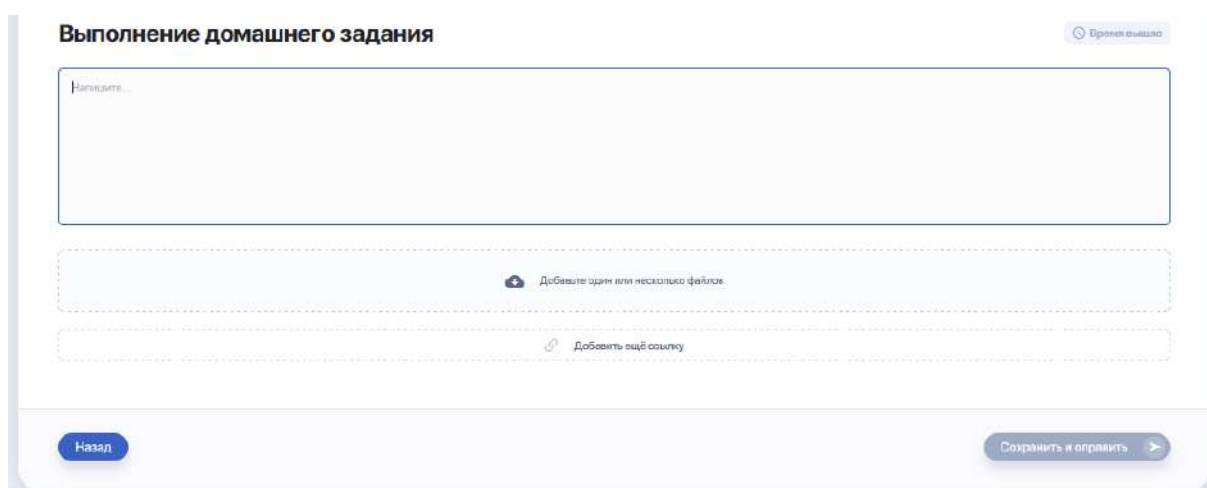 Выполнение домашнего задания
Время вышло
Напишите...
Добавьте один или несколько файлов
Добавить ещё ссылку
Назад
Сохранить и оправить